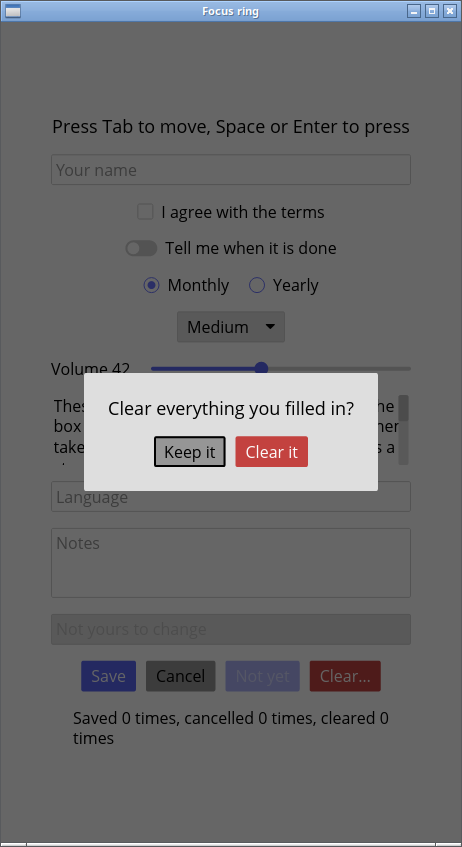 Focus ring
Press Tab to move, Space or Enter to press
Your name
I agree with the terms
Tell me when it is done
Monthly Yearly
Medium
Volume 42
Clear everything you filled in?
Keep it Clear it
Language
Notes
Not yours to change
Save Cancel Not yet Clear...
Saved 0 times, cancelled 0 times, cleared 0
times